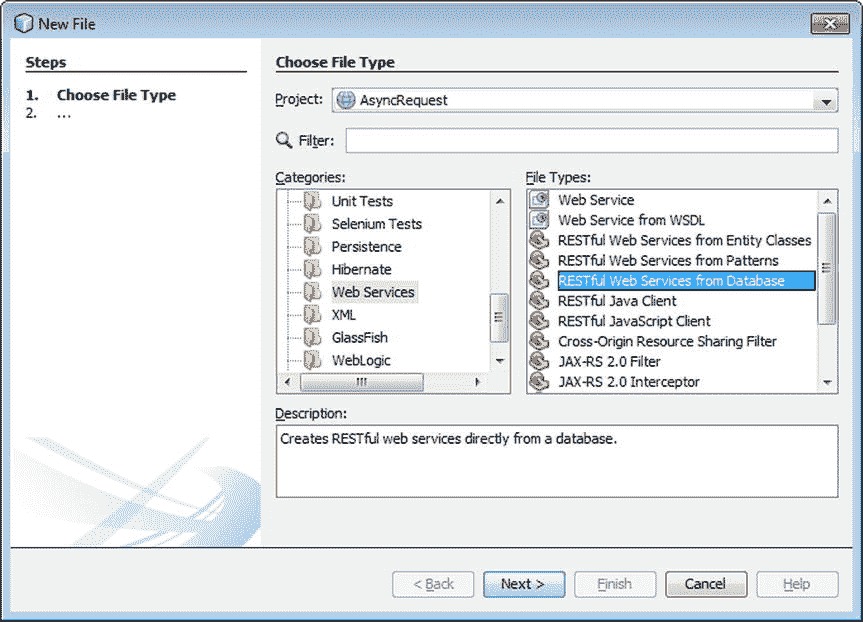 New File
Steps
1. Choose File Type
2. ...
Choose File Type
Project: AsyncRequest
Filter:
Categories:
Unit Tests
Selenium Tests
Persistence
Hibernate
Web Services
XML
GlassFish
WebLogic
File Types:
Web Service
Web Service from WSDL
RESTful Web Services from Entity Classes
RESTful Web Services from Patterns
RESTful Web Services from Database
RESTful Java Client
RESTful JavaScript Client
Cross-Origin Resource Sharing Filter
JAX-RS 2.0 Filter
JAX-RS 2.0 Interceptor
Description:
Creates RESTful web services directly from a database.
< Back Next > Finish Cancel Help